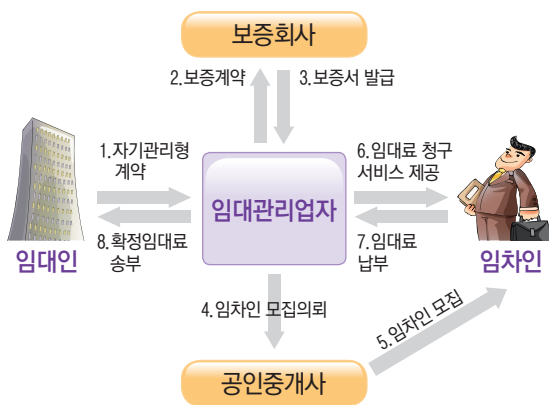 보증회사
2.보증계약
3.보증서 발급
1.자기관리형
계약
6.임대료 청구
서비스 제공
임대관리업자
8.확정임대료
송부
7.임대료
납부
임대인
임차인
4.임차인 모집의뢰
5.임차인 모집
공인중개사